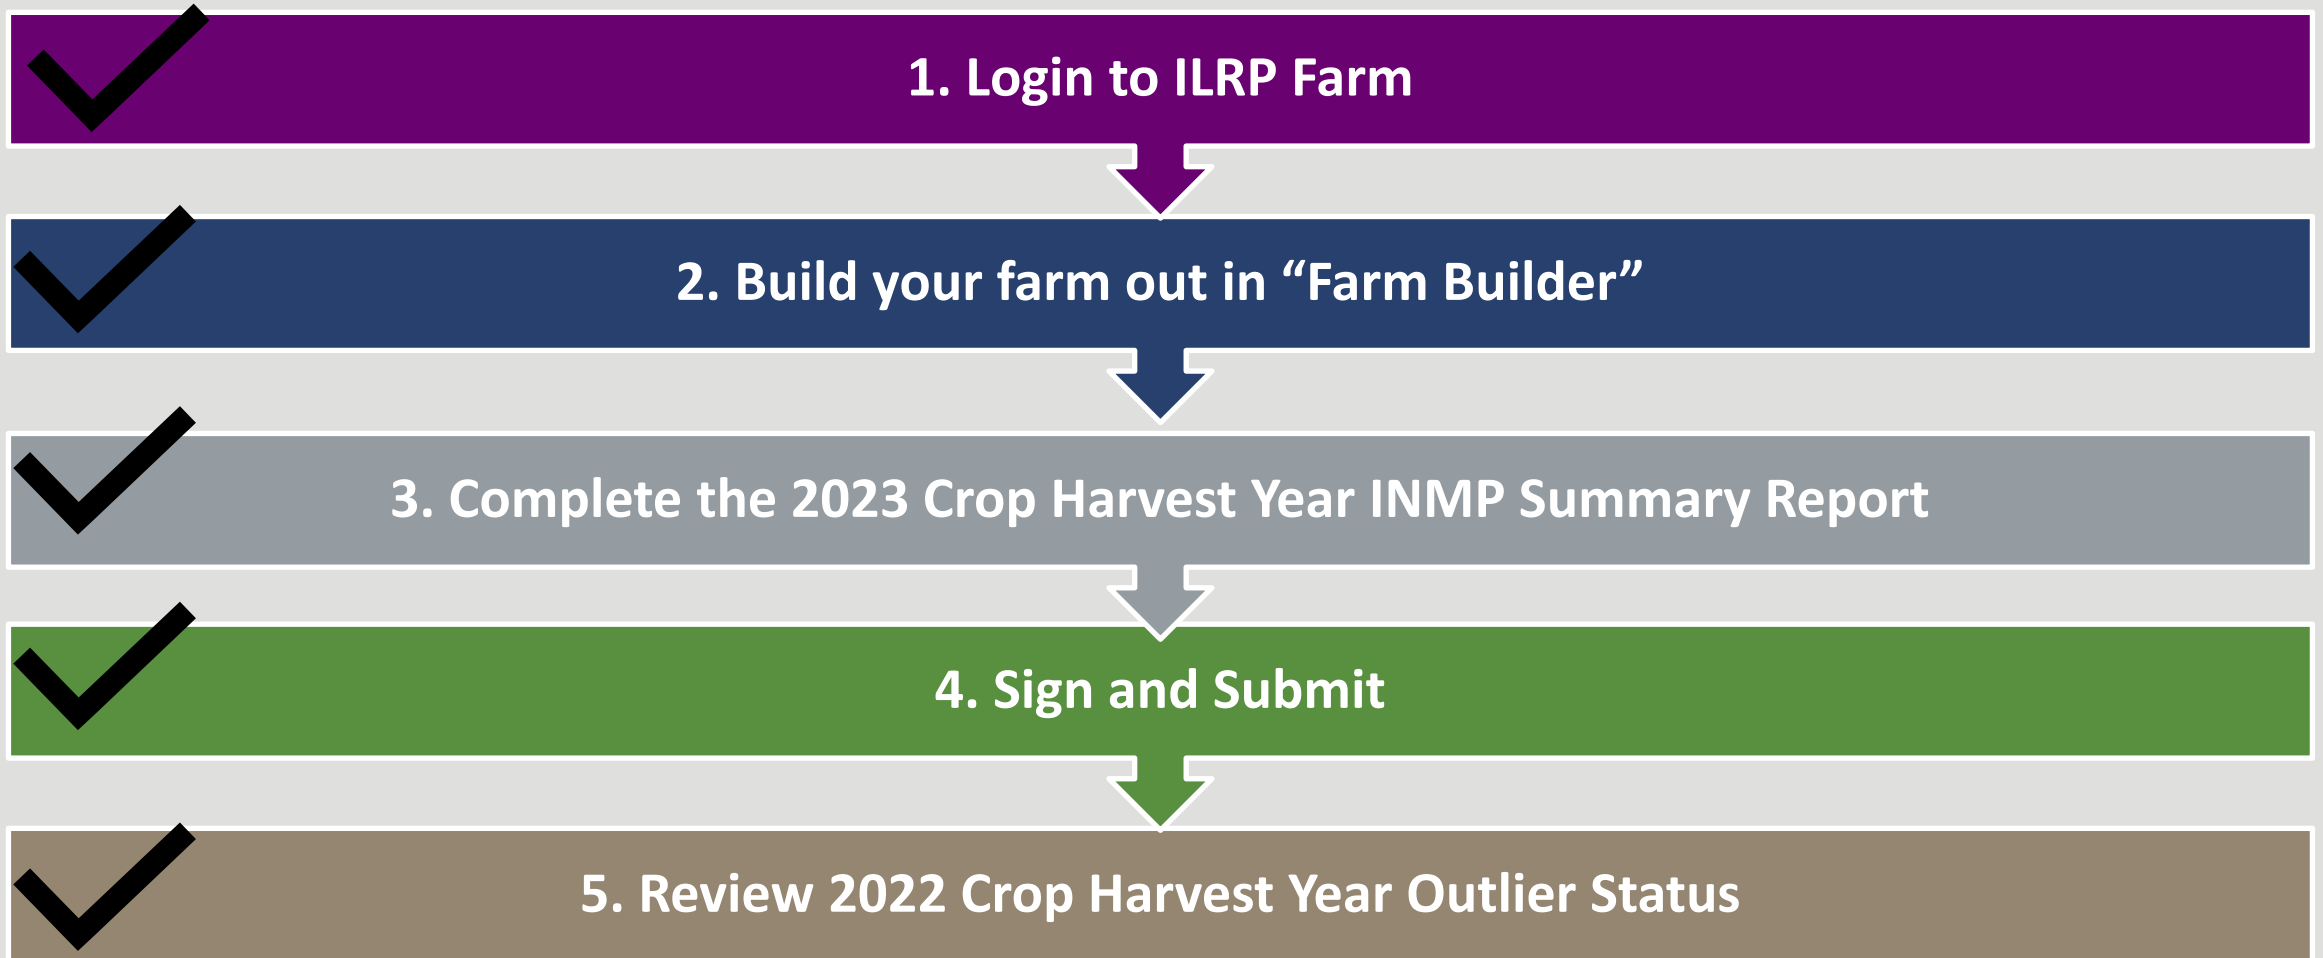 1. Login to ILRP Farm
2. Build your farm out in “Farm Builder”
3. Complete the 2023 Crop Harvest Year INMP Summary Report
4. Sign and Submit
5. Review 2022 Crop Harvest Year Outlier Status